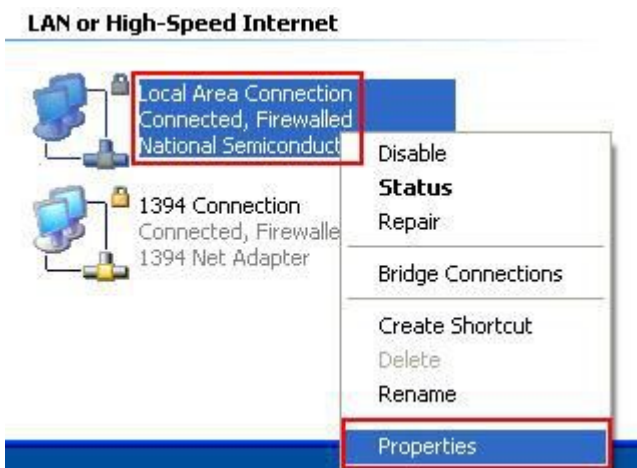 LAN or High-Speed Internet
Local Area Connection
Connected, Firewalled
National Semiconduct
1394 Connection
Connected, Firewalle
1394 Net Adapter
Disable
Status
Repair
Bridge Connections
Create Shortcut
Delete
Rename
Properties